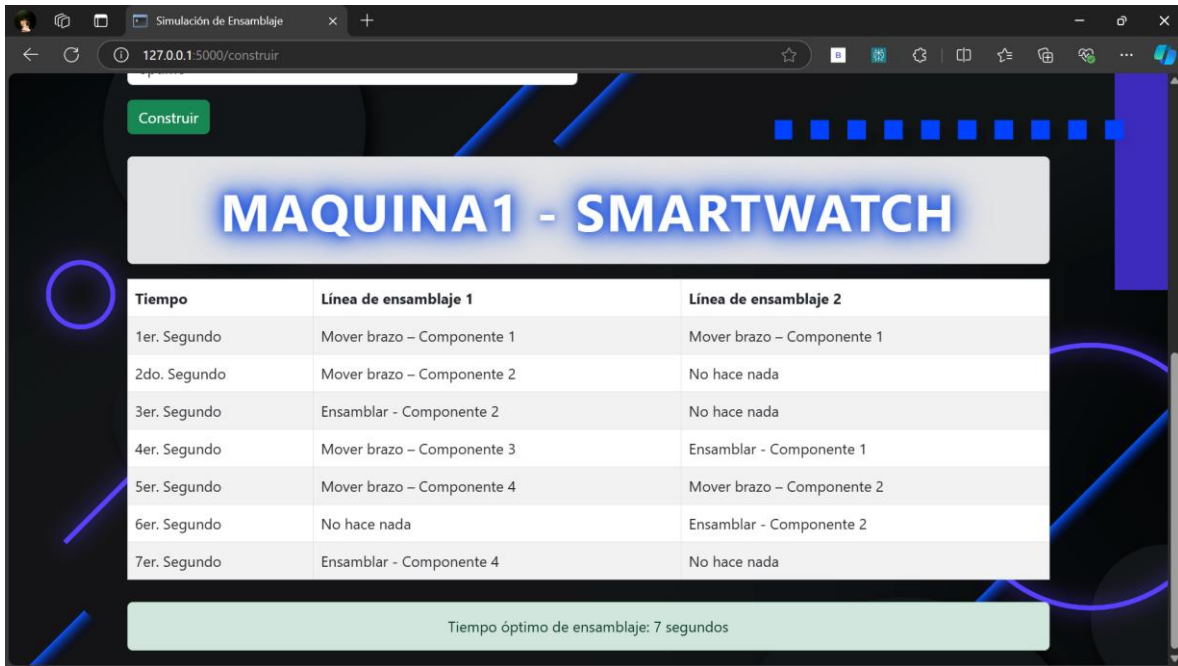 Simulación de Ensamblaje
127.0.0.1:5000/construir
B
Construir
MAQUINA1 - SMARTWATCH
Tiempo Línea de ensamblaje 1 Línea de ensamblaje 2
1er. Segundo Mover brazo – Componente 1 Mover brazo – Componente 1
2do. Segundo Mover brazo – Componente 2 No hace nada
3er. Segundo Ensamblar - Componente 2 No hace nada
4er. Segundo Mover brazo – Componente 3 Ensamblar - Componente 1
5er. Segundo Mover brazo – Componente 4 Mover brazo – Componente 2
6er. Segundo No hace nada Ensamblar - Componente 2
7er. Segundo Ensamblar - Componente 4 No hace nada
Tiempo óptimo de ensamblaje: 7 segundos